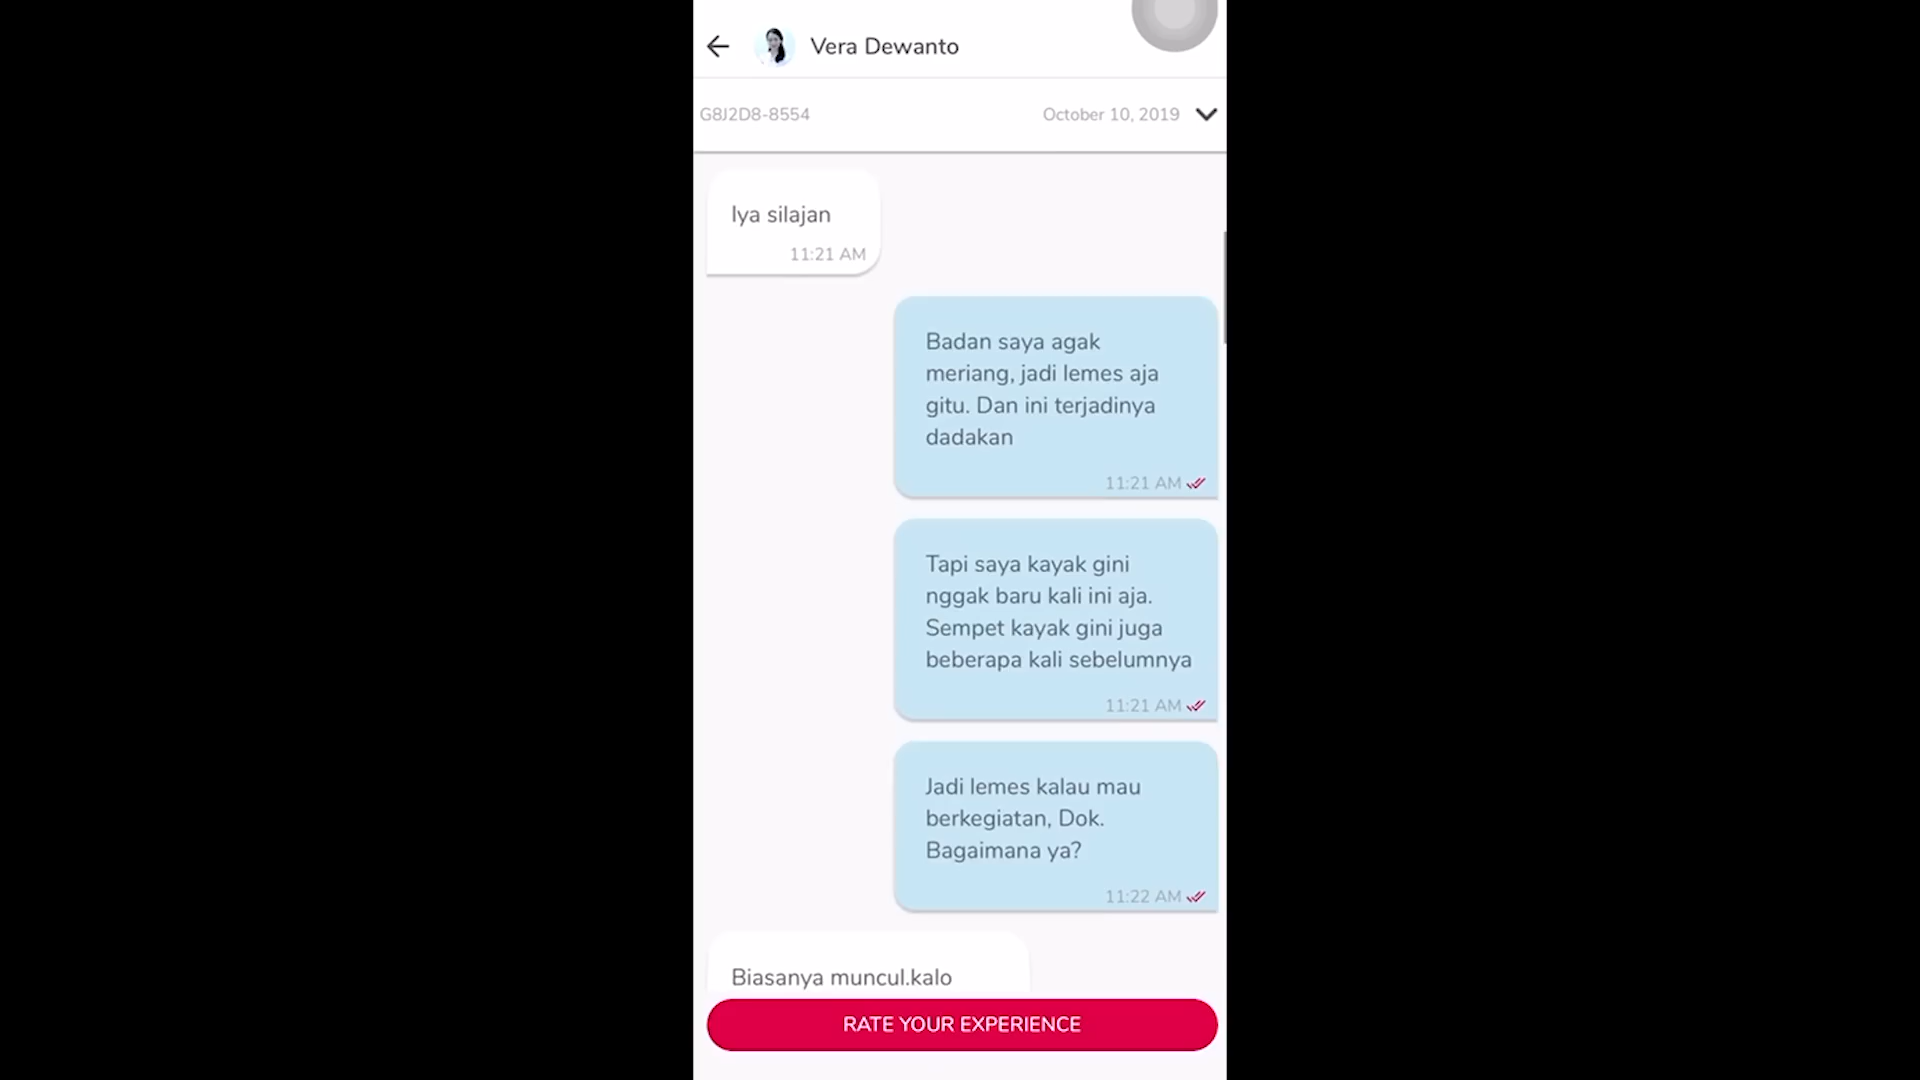 Vera Dewanto
G8J2D8-8554
October 10, 2019
Iya silajan
11:21 AM
Badan saya agak
meriang, jadi lemes aja
gitu. Dan ini terjadinya
dadakan
11:21 AM
Tapi saya kayak gini
nggak baru kali ini aja.
Sempet kayak gini juga
beberapa kali sebelumnya
11:21 AM
Jadi lemes kalau mau
berkegiatan, Dok.
Bagaimana ya?
11:22 AM
Biasanya muncul.kalo
RATE YOUR EXPERIENCE